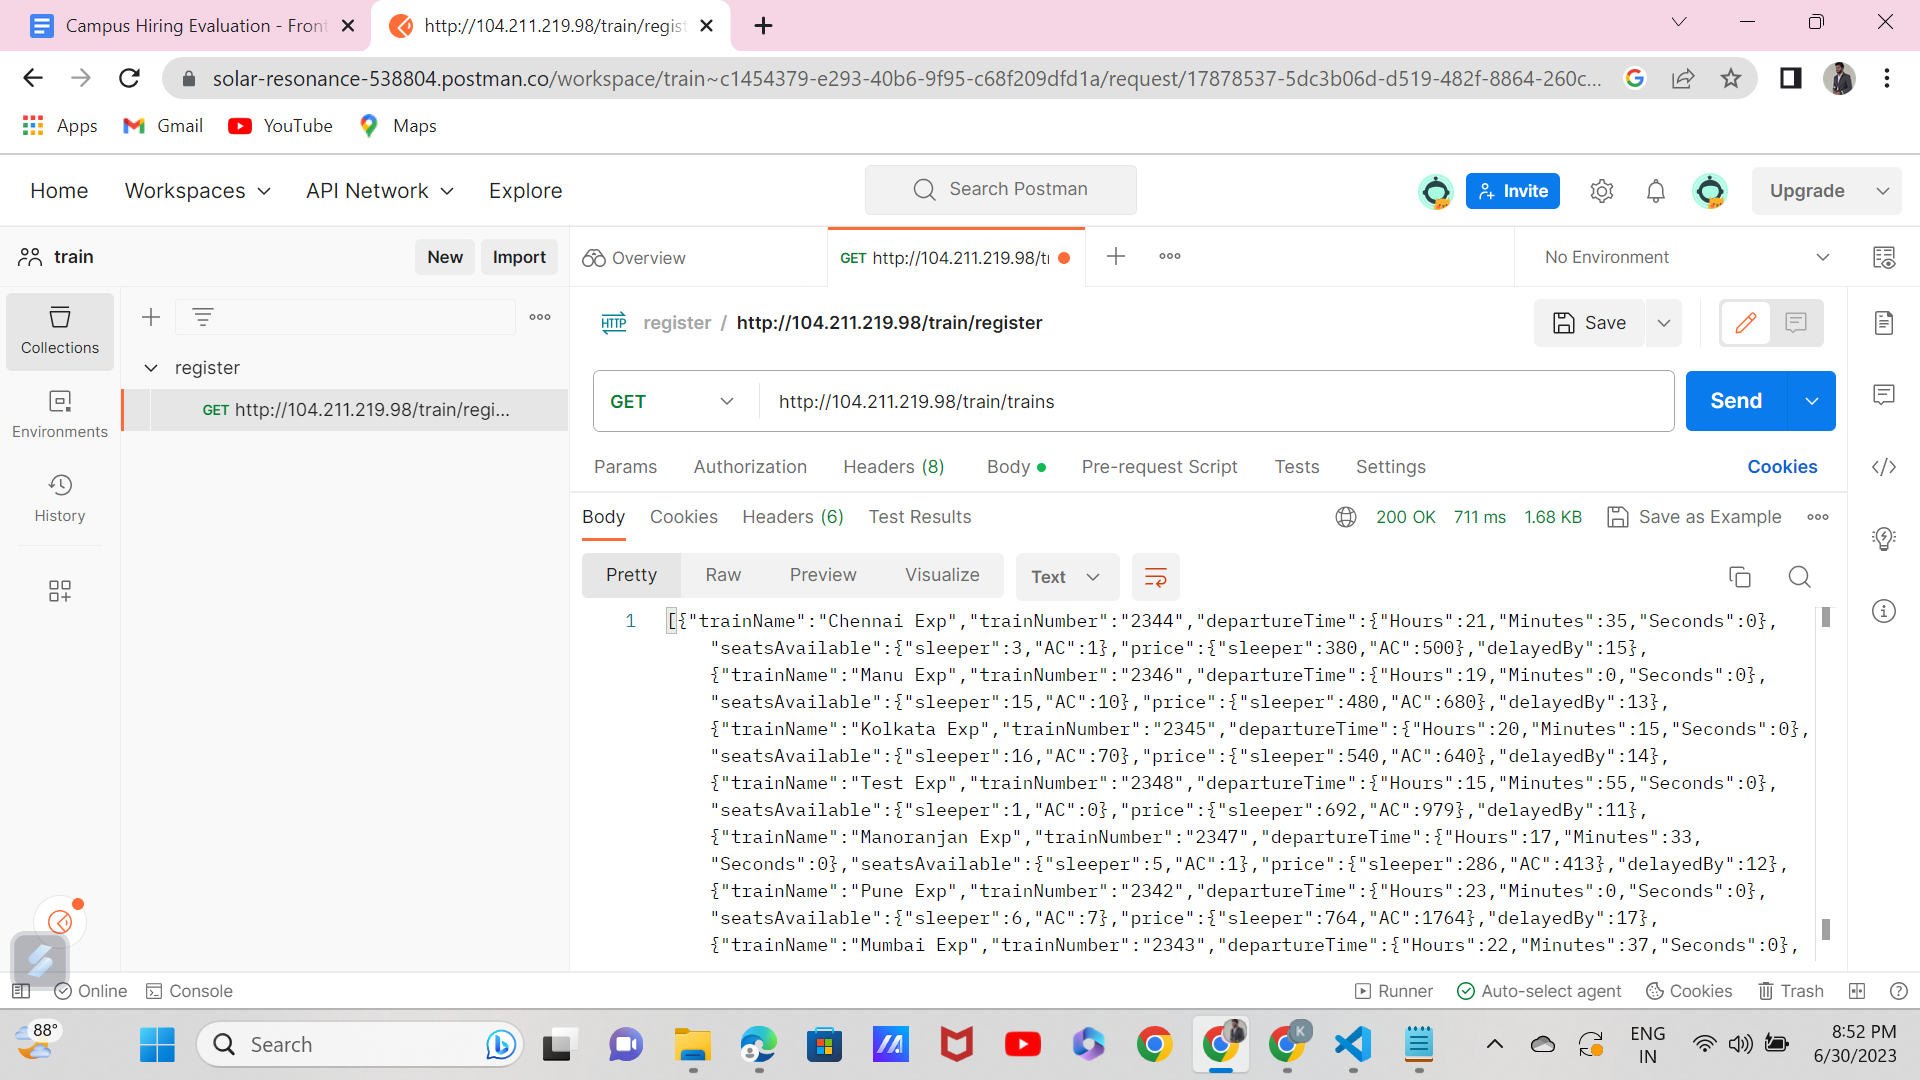 Campus Hiring Evaluation - Front
http://104.211.219.98/train/regist
solar-resonance-538804.postman.co/workspace/train~c1454379-e293-40b6-9f95-c68f209dfd1a/request/17878537-5dc3b06d-d519-482f-8864-260c...
Apps Gmail YouTube Maps
Home Workspaces API Network Explore Search Postman Invite Upgrade
train New Import Overview GET http://104.211.219.98/tr No Environment
Collections
Environments
History
register
GET http://104.211.219.98/train/regi...
HTTP register / http://104.211.219.98/train/register Save
GET http://104.211.219.98/train/trains Send
Params Authorization Headers (8) Body Pre-request Script Tests Settings Cookies
Body Cookies Headers (6) Test Results 200 OK 711 ms 1.68 KB Save as Example
Pretty Raw Preview Visualize Text
1 [{"trainName":"Chennai Exp","trainNumber":"2344","departureTime":{"Hours":21,"Minutes":35,"Seconds":0},
"seatsAvailable":{"sleeper":3,"AC":1},"price":{"sleeper":380,"AC":500},"delayedBy":15},
{"trainName":"Manu Exp","trainNumber":"2346","departureTime":{"Hours":19,"Minutes":0,"Seconds":0},
"seatsAvailable":{"sleeper":15,"AC":10},"price":{"sleeper":480,"AC":680},"delayedBy":13},
{"trainName":"Kolkata Exp","trainNumber":"2345","departureTime":{"Hours":20,"Minutes":15,"Seconds":0},
"seatsAvailable":{"sleeper":16,"AC":70},"price":{"sleeper":540,"AC":640},"delayedBy":14},
{"trainName":"Test Exp","trainNumber":"2348","departureTime":{"Hours":15,"Minutes":55,"Seconds":0},
"seatsAvailable":{"sleeper":1,"AC":0},"price":{"sleeper":692,"AC":979},"delayedBy":11},
{"trainName":"Manoranjan Exp","trainNumber":"2347","departureTime":{"Hours":17,"Minutes":33,
"Seconds":0},"seatsAvailable":{"sleeper":5,"AC":1},"price":{"sleeper":286,"AC":413},"delayedBy":12},
{"trainName":"Pune Exp","trainNumber":"2342","departureTime":{"Hours":23,"Minutes":0,"Seconds":0},
"seatsAvailable":{"sleeper":6,"AC":7},"price":{"sleeper":764,"AC":1764},"delayedBy":17},
{"trainName":"Mumbai Exp","trainNumber":"2343","departureTime":{"Hours":22,"Minutes":37,"Seconds":0},
Online Console Runner Auto-select agent Cookies Trash
88° Search K ENG 8:52 PM
IN 6/30/2023